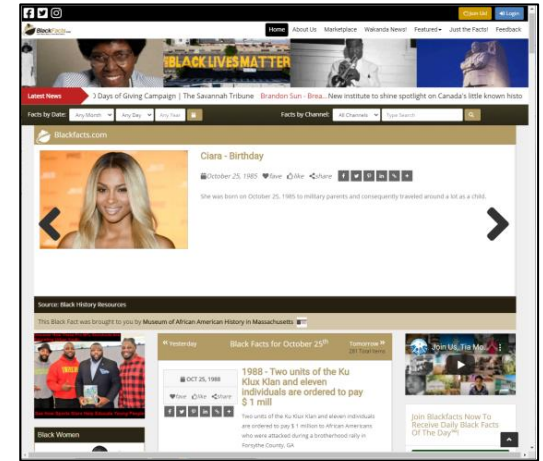 Join List
Login
BlackFacts.com
Home About Us Marketplace Wakanda News! Featured Just the Facts! Feedback
#BLACK LIVES MATTER
Latest News
Days of Giving Campaign | The Savannah Tribune Brandon Sun - Brea... New institute to shine spotlight on Canada's little known histo
Facts by Date: Any Month Any Day Any Year
Facts by Channel: All Channels Type Search
Blackfacts.com
Ciara - Birthday
October 25, 1985 fave like share
She was born on October 25, 1985 to military parents and consequently traveled around a lot as a child.
Source: Black History Resources
This Black Fact was brought to you by Museum of African American History in Massachusetts
« Yesterday
Black Facts for October 25th
Tomorrow »
281 Total Items
OCT 25, 1988
fave like share
1988 - Two units of the Ku
Klux Klan and eleven
individuals are ordered to pay
$ 1 mill
Two units of the Ku Klux Klan and eleven individuals
are ordered to pay $ 1 million to African Americans
who were attacked during a brotherhood rally in
Forsythe County, GA
Black Women
Join Us, Tie Mo...
Join Blackfacts Now To
Receive Daily Black Facts
Of The Day™!